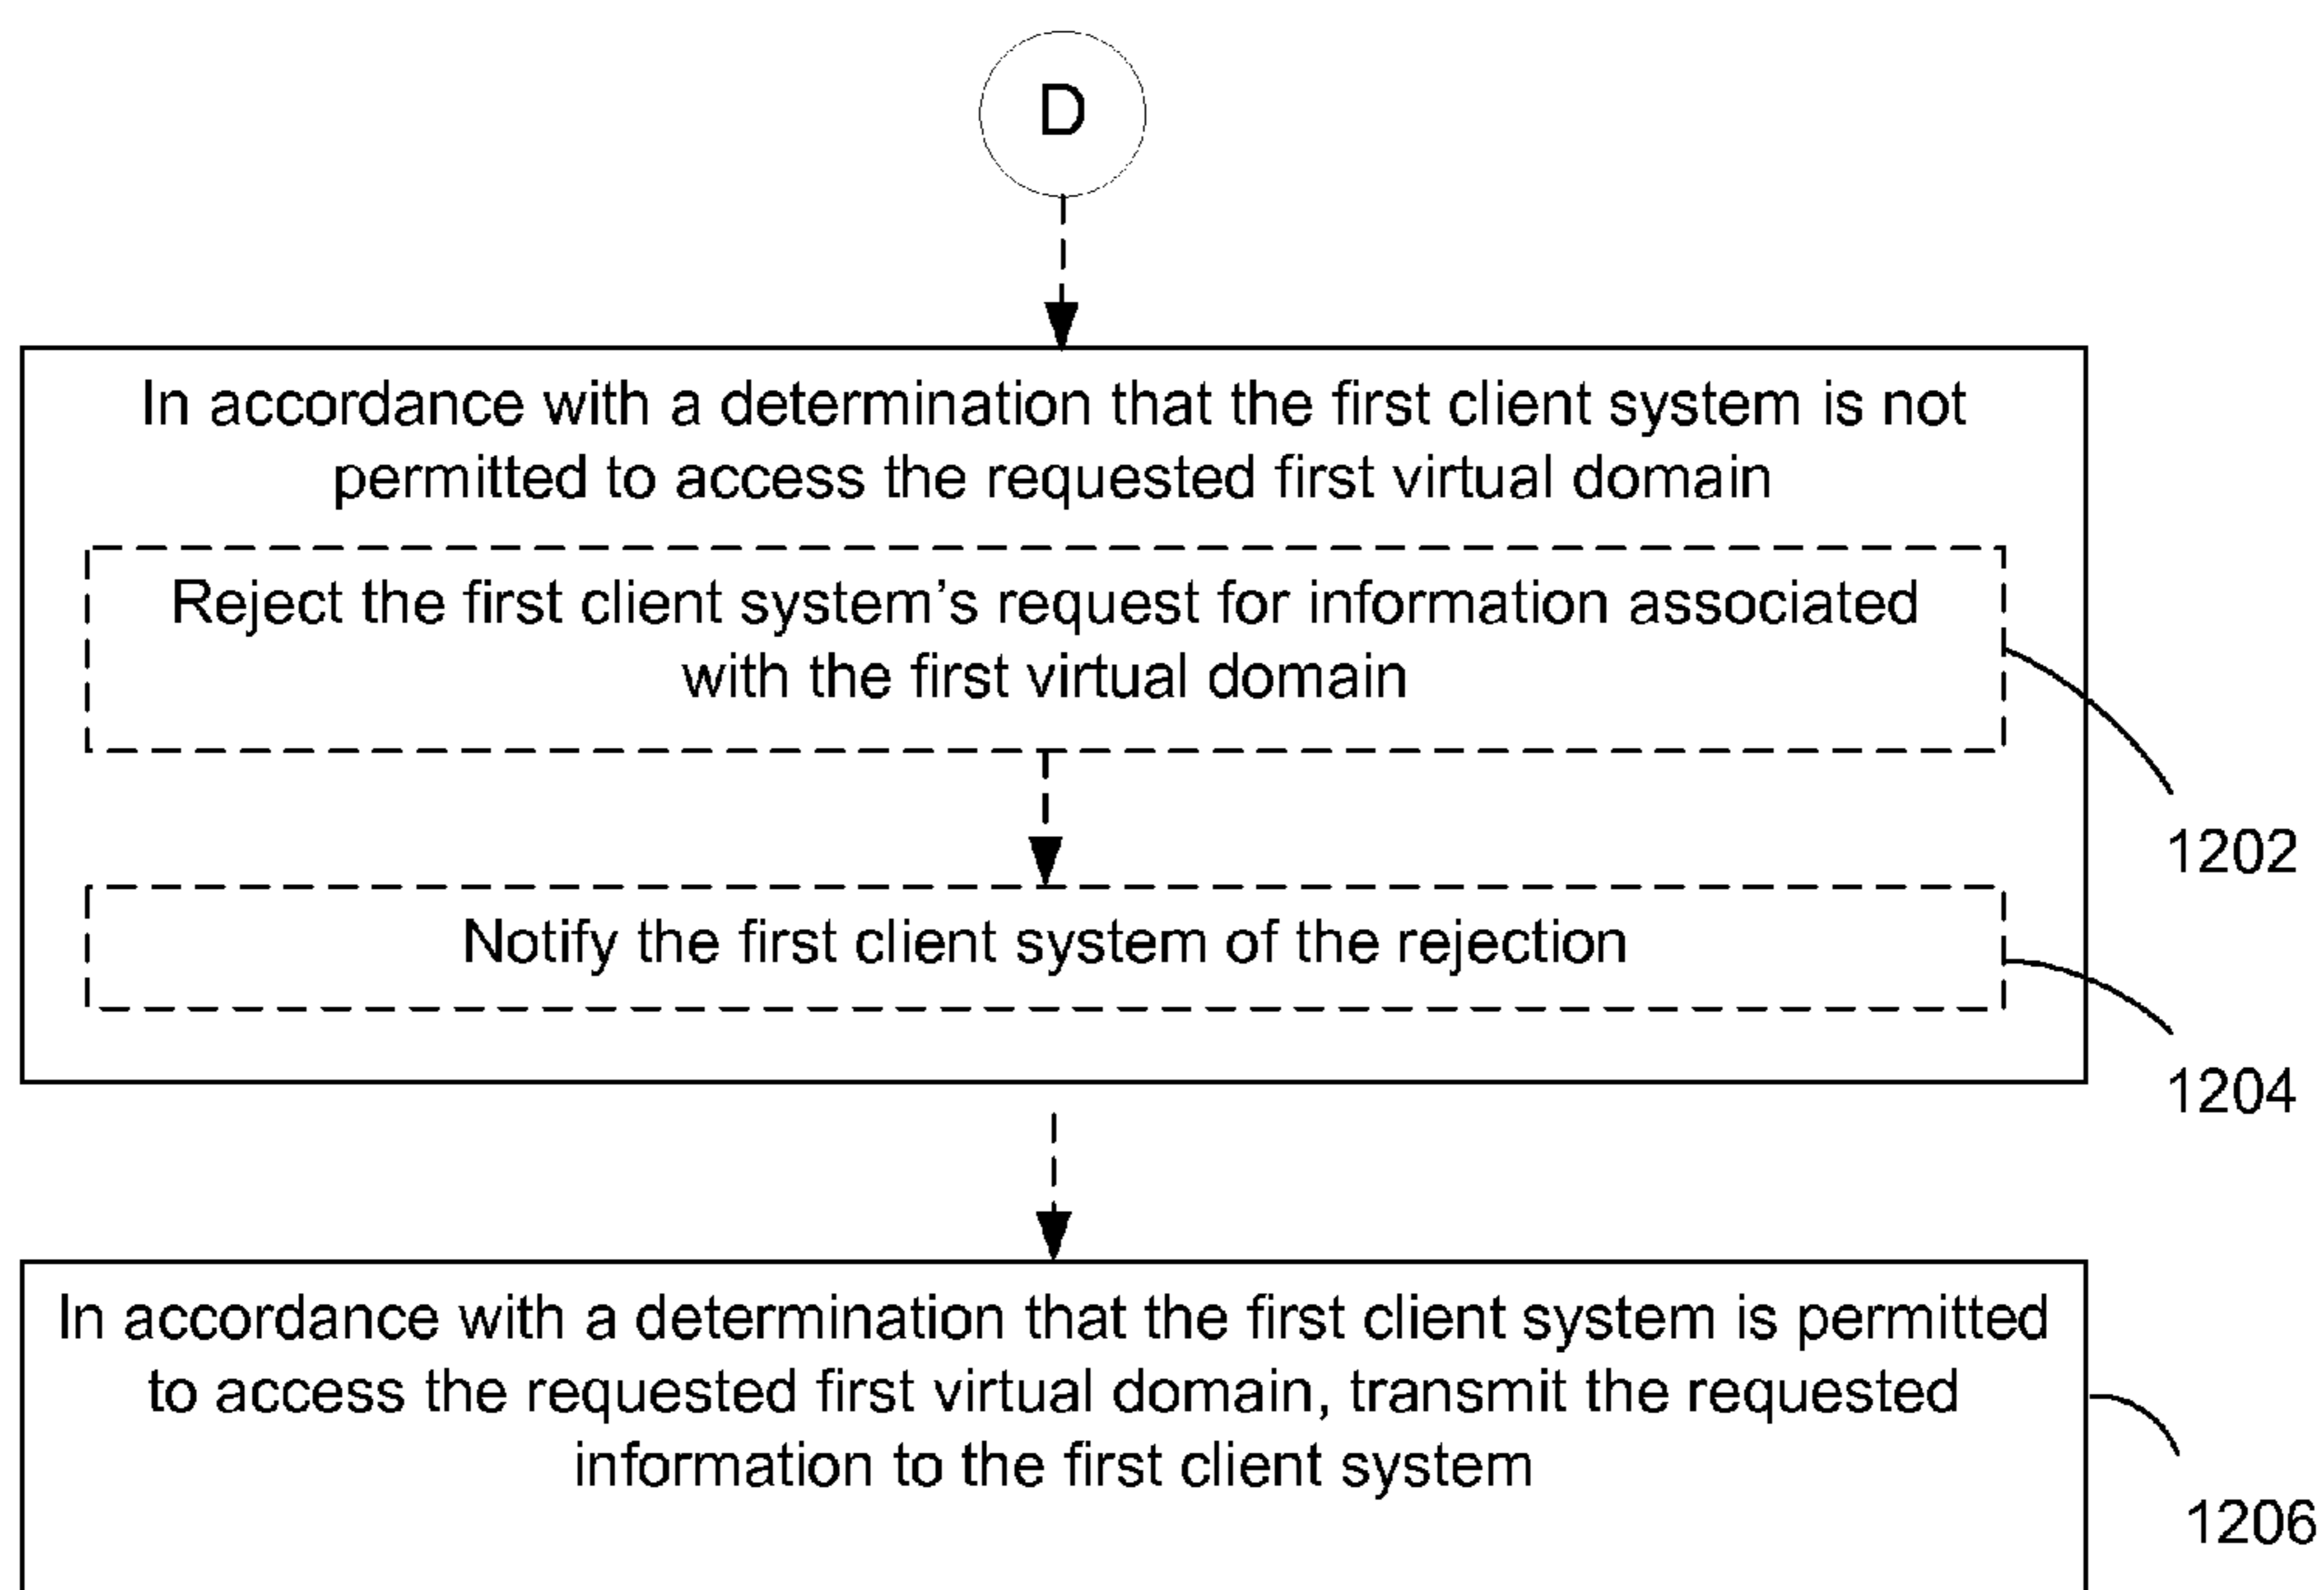 D
In accordance with a determination that the first client system is not
permitted to access the requested first virtual domain
Reject the first client system’s request for information associated
with the first virtual domain
1202
Notify the first client system of the rejection
1204
In accordance with a determination that the first client system is permitted
to access the requested first virtual domain, transmit the requested
information to the first client system
1206